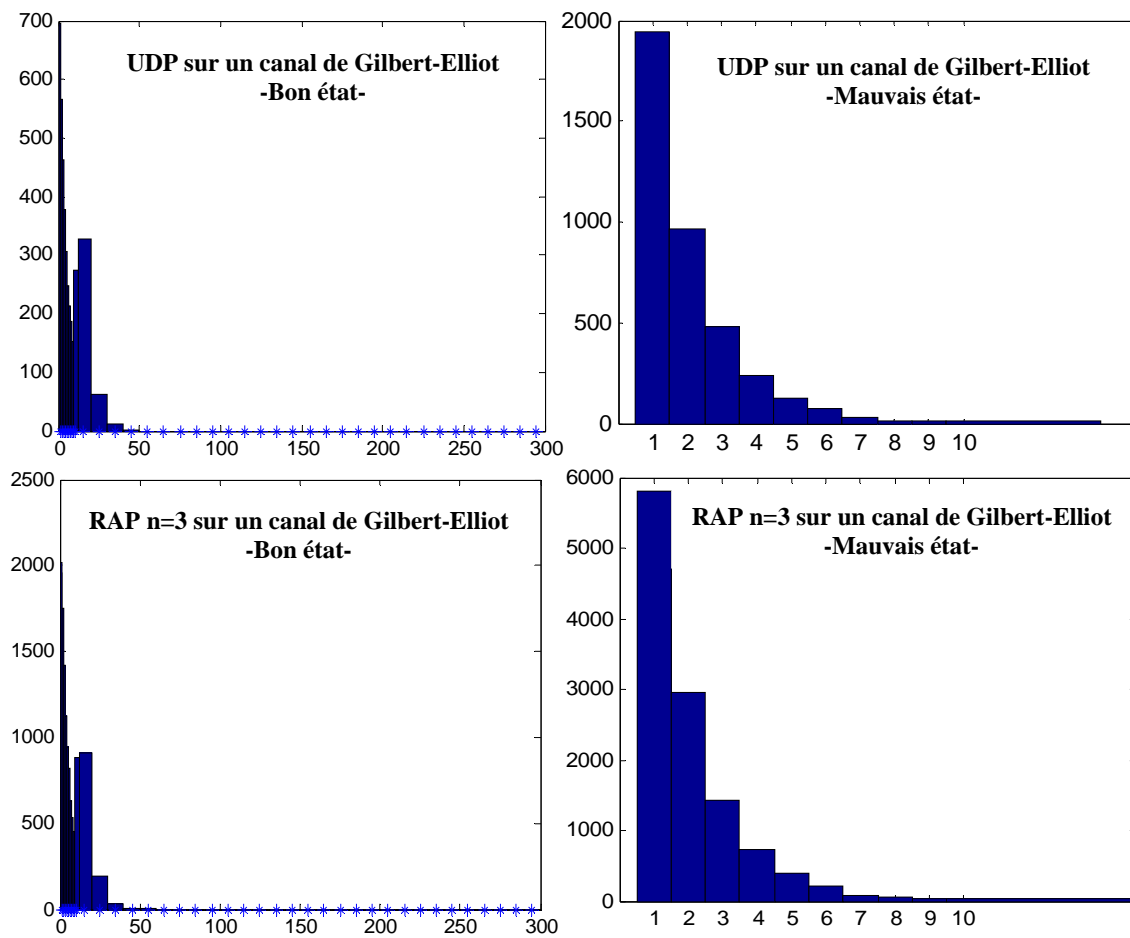 UDP sur un canal de Gilbert-Elliot
-Bon état-
700
600
500
400
300
200
100
0
0 50 100 150 200 250 300
UDP sur un canal de Gilbert-Elliot
-Mauvais état-
2000
1500
1000
500
0
1 2 3 4 5 6 7 8 9 10
RAP n=3 sur un canal de Gilbert-Elliot
-Bon état-
2500
2000
1500
1000
500
0
0 50 100 150 200 250 300
RAP n=3 sur un canal de Gilbert-Elliot
-Mauvais état-
6000
5000
4000
3000
2000
1000
0
1 2 3 4 5 6 7 8 9 10